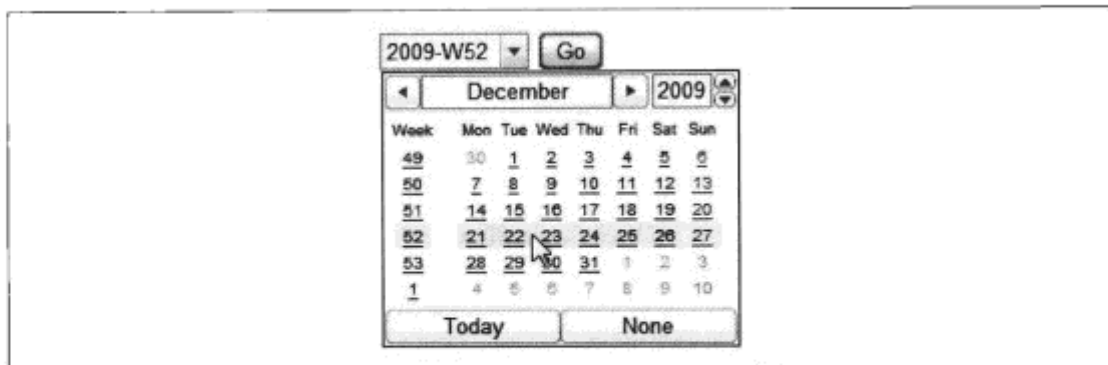 2009-W52 Go
December 2009
Week Mon Tue Wed Thu Fri Sat Sun
49 30 1 2 3 4 5 6
50 7 8 9 10 11 12 13
51 14 15 16 17 18 19 20
52 21 22 23 24 25 26 27
53 28 29 30 31 1 2 3
1 4 5 6 7 8 9 10
Today None